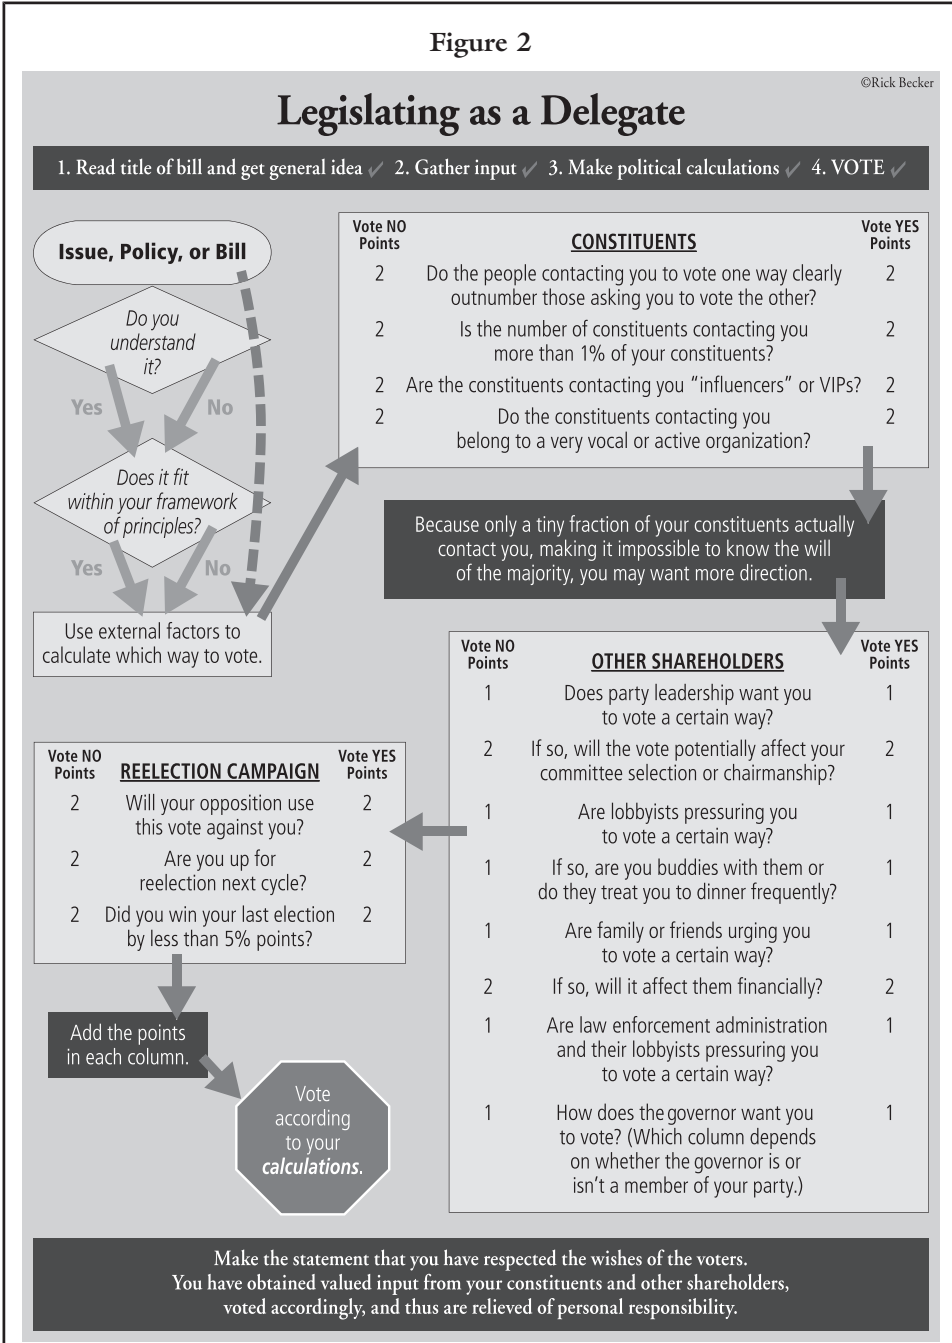 Figure 2
©Rick Becker
Legislating as a Delegate
1. Read title of bill and get general idea ✓ 2. Gather input ✓ 3. Make political calculations ✓ 4. VOTE ✓
Issue, Policy, or Bill
Do you
understand
it?
Yes No
Does it fit
within your framework
of principles?
Yes No
Use external factors to
calculate which way to vote.
Vote NO
Points
CONSTITUENTS
Vote YES
Points
2 Do the people contacting you to vote one way clearly 2
outnumber those asking you to vote the other?
2 Is the number of constituents contacting you 2
more than 1% of your constituents?
2 Are the constituents contacting you “influencers” or VIPs? 2
2 Do the constituents contacting you 2
belong to a very vocal or active organization?
Because only a tiny fraction of your constituents actually
contact you, making it impossible to know the will
of the majority, you may want more direction.
Vote NO
Points
OTHER SHAREHOLDERS
Vote YES
Points
1 Does party leadership want you 1
to vote a certain way?
2 If so, will the vote potentially affect your 2
committee selection or chairmanship?
1 Are lobbyists pressuring you 1
to vote a certain way?
1 If so, are you buddies with them or 1
do they treat you to dinner frequently?
1 Are family or friends urging you 1
to vote a certain way?
2 If so, will it affect them financially? 2
1 Are law enforcement administration 1
and their lobbyists pressuring you
to vote a certain way?
1 How does the governor want you 1
to vote? (Which column depends
on whether the governor is or
isn’t a member of your party.)
Vote NO
Points
REELECTION CAMPAIGN
Vote YES
Points
2 Will your opposition use 2
this vote against you?
2 Are you up for 2
reelection next cycle?
2 Did you win your last election 2
by less than 5% points?
Add the points
in each column.
Vote
according
to your
calculations.
Make the statement that you have respected the wishes of the voters.
You have obtained valued input from your constituents and other shareholders,
voted accordingly, and thus are relieved of personal responsibility.